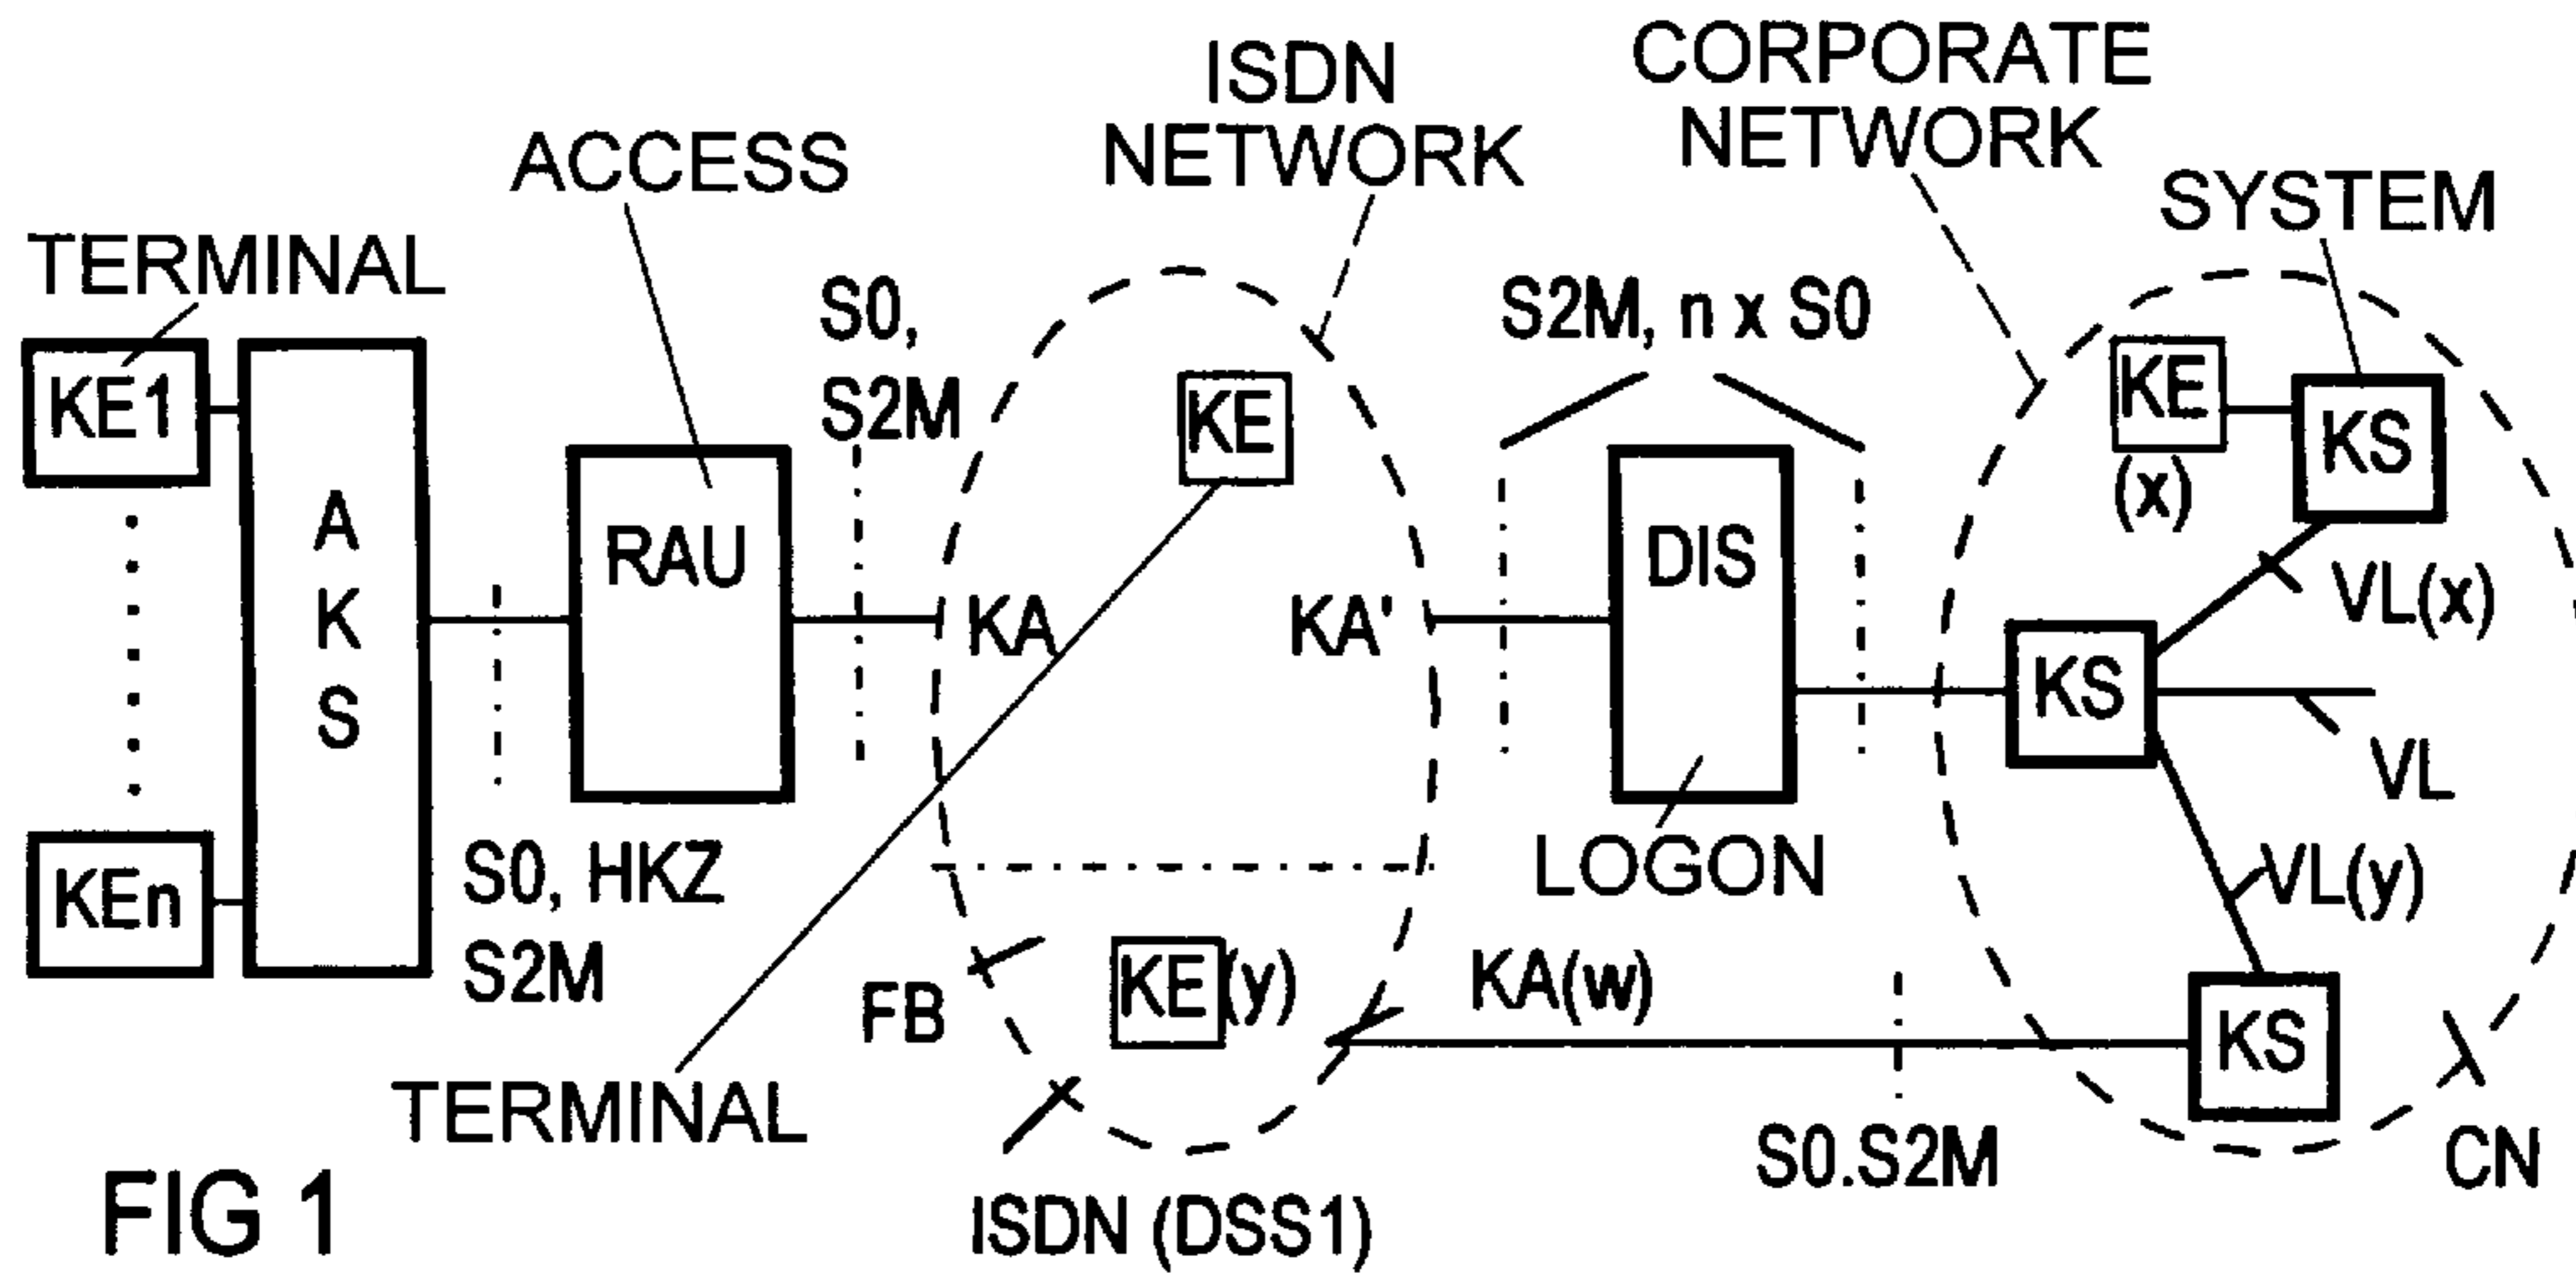 ISDN
NETWORK
CORPORATE
NETWORK
ACCESS
SYSTEM
TERMINAL
S0,
S2M
S2M, n x S0
KE1
A
K
S
RAU
KE
DIS
KE
(x)
KS
VL(x)
KA
KA'
KS
VL
KEn
S0, HKZ
S2M
LOGON
VL(y)
FB
KE(y)
KA(w)
KS
TERMINAL
S0.S2M
CN
ISDN (DSS1)
FIG 1